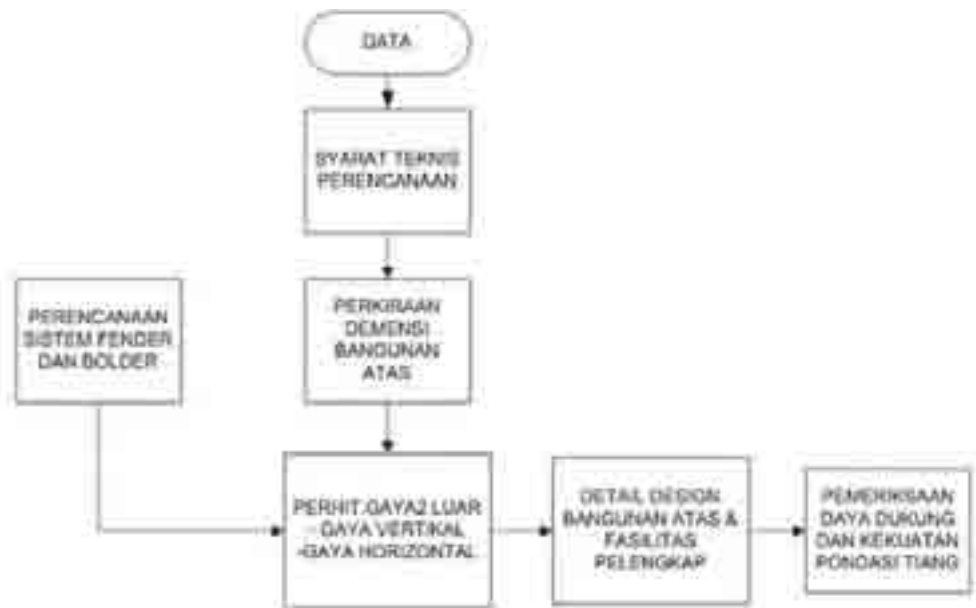 DATA
SYARAT TEKNIS
PERENCANAAN
PERENCANAAN
SISTEM FENDER
DAN BOLDER
PERKIRAAN
DEMENSI
BANGUNAN
ATAS
PERHIT.GAYA2 LUAR
- GAYA VERTIKAL
-GAYA HORIZONTAL
DETAIL DESIGN
BANGUNAN ATAS &
FASILITAS
PELENGKAP
PEMERIKSAAN
DAYA DUKUNG
DAN KEKUATAN
PONDASI TIANG